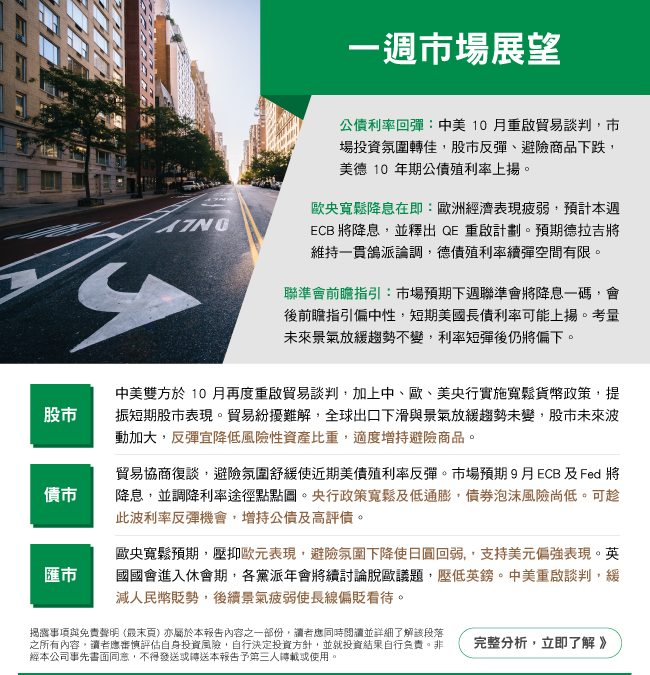 一週市場展望
公債利率回彈：中美 10 月重啟貿易談判，市
場投資氛圍轉佳，股市反彈、避險商品下跌，
美德 10 年期公債殖利率上揚。
歐央寬鬆降息在即：歐洲經濟表現疲弱，預計本週
ECB 將降息，並釋出 QE 重啟計劃。預期德拉吉將
維持一貫鴿派論調，德債殖利率續彈空間有限。
聯準會前瞻指引：市場預期下週聯準會將降息一碼，會
後前瞻指引偏中性，短期美國長債利率可能上揚。考量
未來景氣放緩趨勢不變，利率短彈後仍將偏下。
ONLY
ONLY
股市
中美雙方於 10 月再度重啟貿易談判，加上中、歐、美央行實施寬鬆貨幣政策，提
振短期股市表現。貿易紛擾難解，全球出口下滑與景氣放緩趨勢未變，股市未來波
動加大，反彈宜降低風險性資產比重，適度增持避險商品。
債市
貿易協商復談，避險氛圍舒緩使近期美債殖利率反彈。市場預期 9 月 ECB 及 Fed 將
降息，並調降利率途徑點點圖。央行政策寬鬆及低通膨，債券泡沫風險尚低。可趁
此波利率反彈機會，增持公債及高評債。
匯市
歐央寬鬆預期，壓抑歐元表現，避險氛圍下降使日圓回弱,，支持美元偏強表現。英
國國會進入休會期，各黨派年會將續討論脫歐議題，壓低英鎊。中美重啟談判，緩
減人民幣貶勢，後續景氣疲弱使長線偏貶看待。
揭露事項與免責聲明 (最末頁) 亦屬於本報告內容之一部份，讀者應同時閱讀並詳細了解該段落
之所有內容，讀者應審慎評估自身投資風險，自行決定投資方針，並就投資結果自行負責。非
經本公司事先書面同意，不得發送或轉送本報告予第三人轉載或使用。
完整分析，立即了解 》